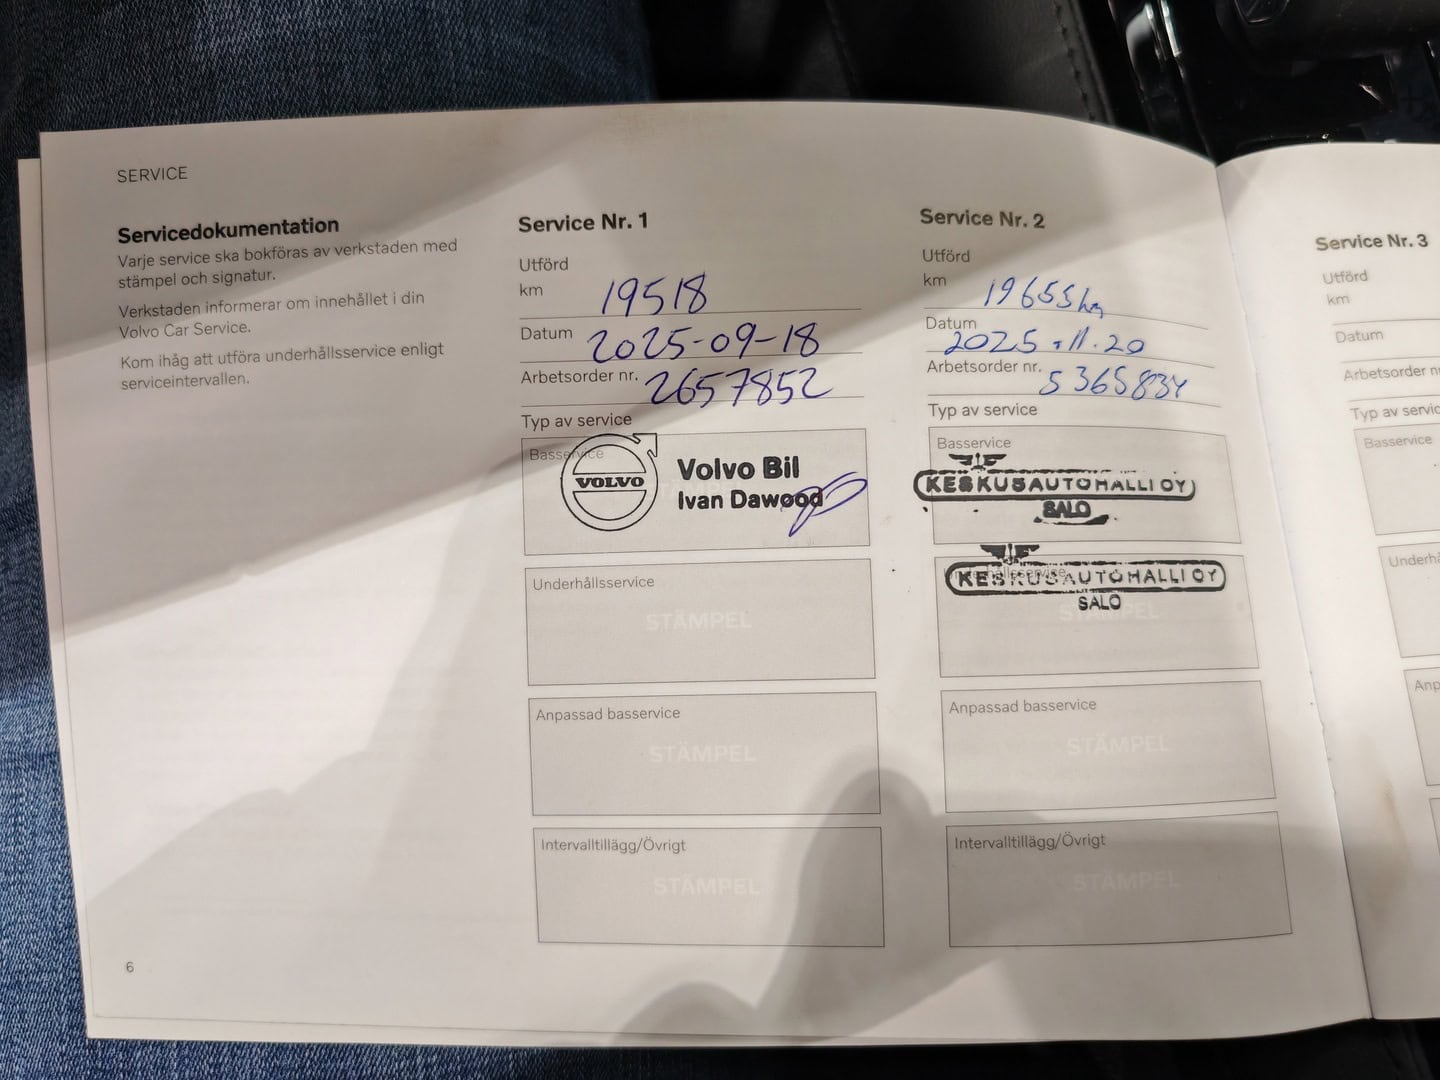 SERVICE
Servicedokumentation
Varje service ska bokföras av verkstaden med
stämpel och signatur.
Verkstaden informerar om innehållet i din
Volvo Car Service.
Kom ihåg att utföra underhållsservice enligt
serviceintervallen.
6
Service Nr. 1
Utförd
km 19518
Datum 2025-09-18
Arbetsorder nr. 2657852
Typ av service
Basservice
VOLVO
Volvo Bil
Ivan Dawood
Underhållsservice
STÄMPEL
Anpassad basservice
STÄMPEL
Intervalltillägg/Övrigt
STÄMPEL
Service Nr. 2
Utförd
km 19655 km
Datum 2025.11.20
Arbetsorder nr. 5365834
Typ av service
Basservice
KESKUSAUTOHALLI OY
SALO
Underhållsservice
KESKUSAUTOHALLI OY
SALO
STÄMPEL
Anpassad basservice
STÄMPEL
Intervalltillägg/Övrigt
STÄMPEL
Service Nr. 3
Utförd
km
Datum
Arbetsorder
Typ av
Basservice